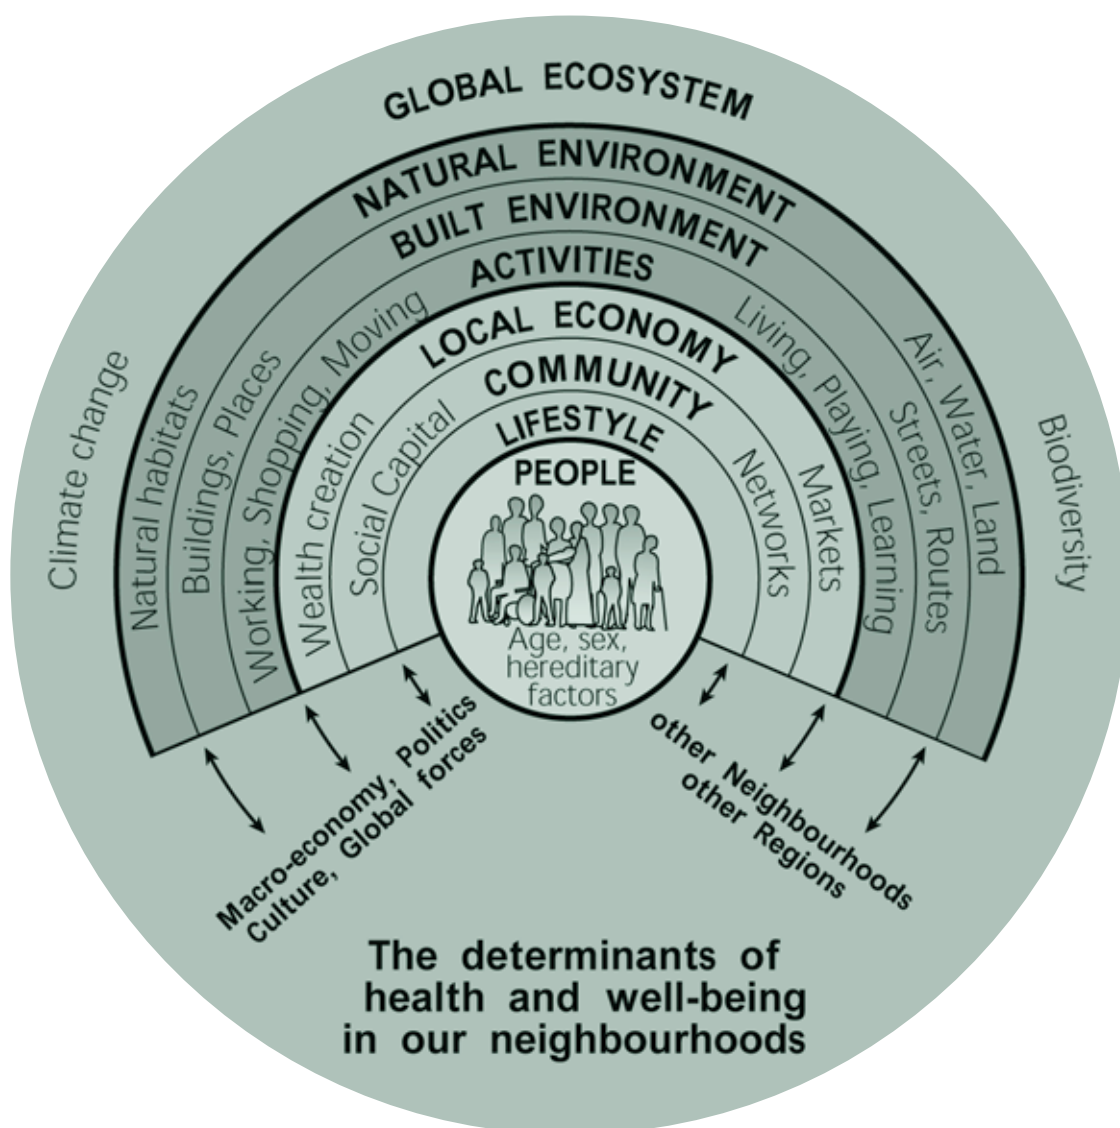 GLOBAL ECOSYSTEM
NATURAL ENVIRONMENT
BUILT ENVIRONMENT
ACTIVITIES
LOCAL ECONOMY
COMMUNITY
LIFESTYLE
PEOPLE
Age, sex,
hereditary
factors
Climate change
Natural habitats
Buildings, Places
Working, Shopping, Moving
Wealth creation
Social Capital
Networks
Markets
Living, Playing, Learning
Streets, Routes
Air, Water, Land
Biodiversity
Macro-economy, Politics
Culture, Global forces
other Neighbourhoods
other Regions
The determinants of
health and well-being
in our neighbourhoods